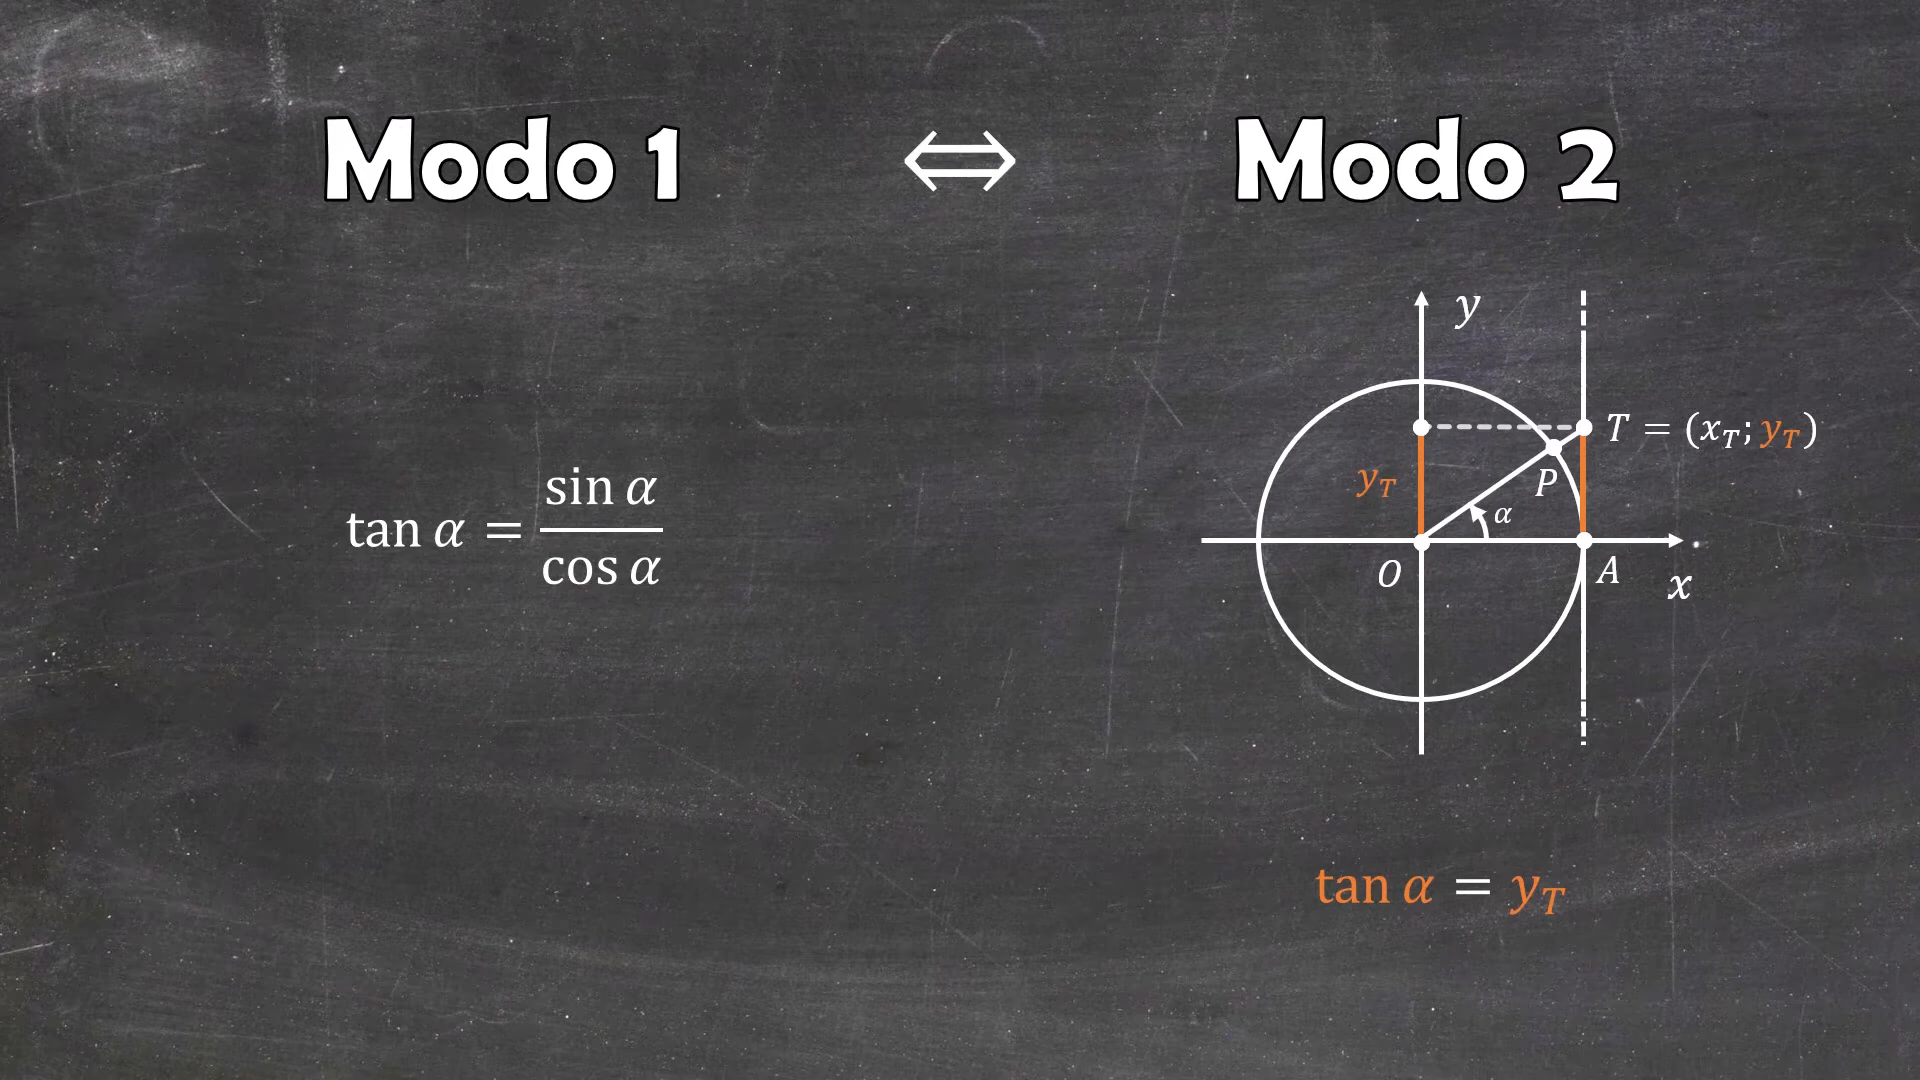 Modo 1 ⇔ Modo 2
tan α = sin α / cos α
y
T = (x_T; y_T)
y_T
P
α
O
A
x
tan α = y_T